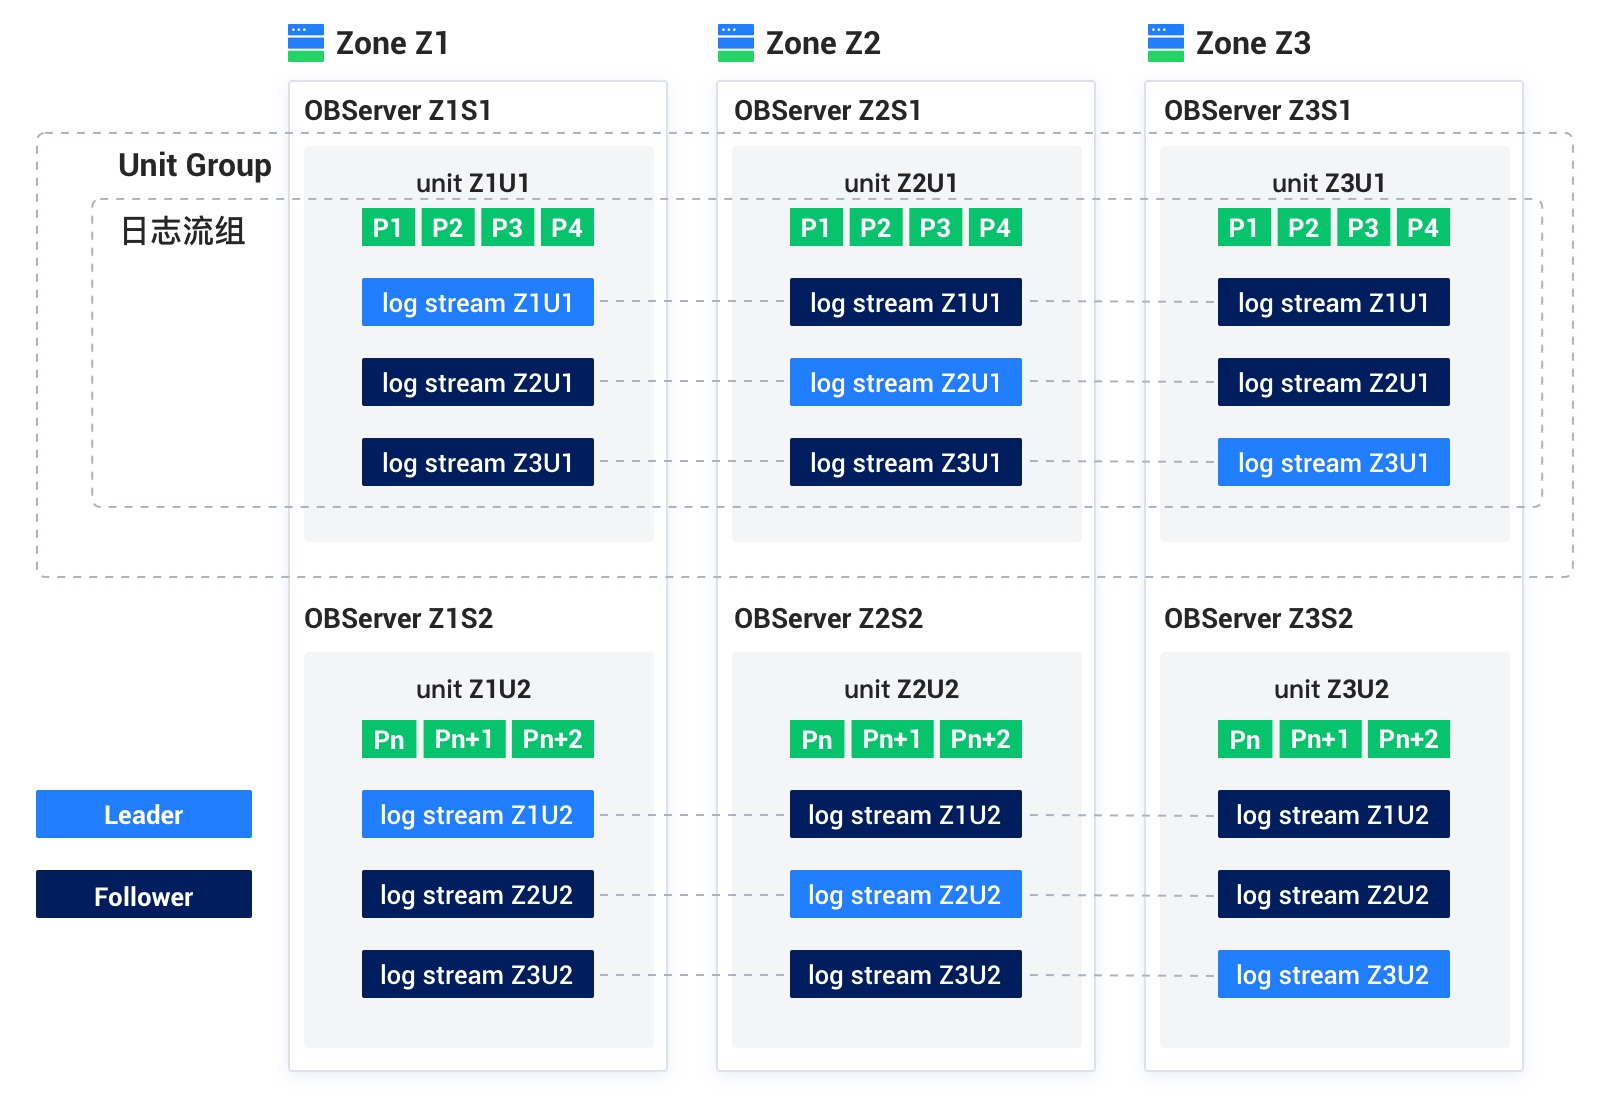 Zone Z1
Zone Z2
Zone Z3
OBServer Z1S1
OBServer Z2S1
OBServer Z3S1
Unit Group
unit Z1U1
unit Z2U1
unit Z3U1
日志流组
P1 P2 P3 P4
P1 P2 P3 P4
P1 P2 P3 P4
log stream Z1U1
log stream Z1U1
log stream Z1U1
log stream Z2U1
log stream Z2U1
log stream Z2U1
log stream Z3U1
log stream Z3U1
log stream Z3U1
OBServer Z1S2
OBServer Z2S2
OBServer Z3S2
unit Z1U2
unit Z2U2
unit Z3U2
Pn Pn+1 Pn+2
Pn Pn+1 Pn+2
Pn Pn+1 Pn+2
Leader
log stream Z1U2
log stream Z1U2
log stream Z1U2
Follower
log stream Z2U2
log stream Z2U2
log stream Z2U2
log stream Z3U2
log stream Z3U2
log stream Z3U2